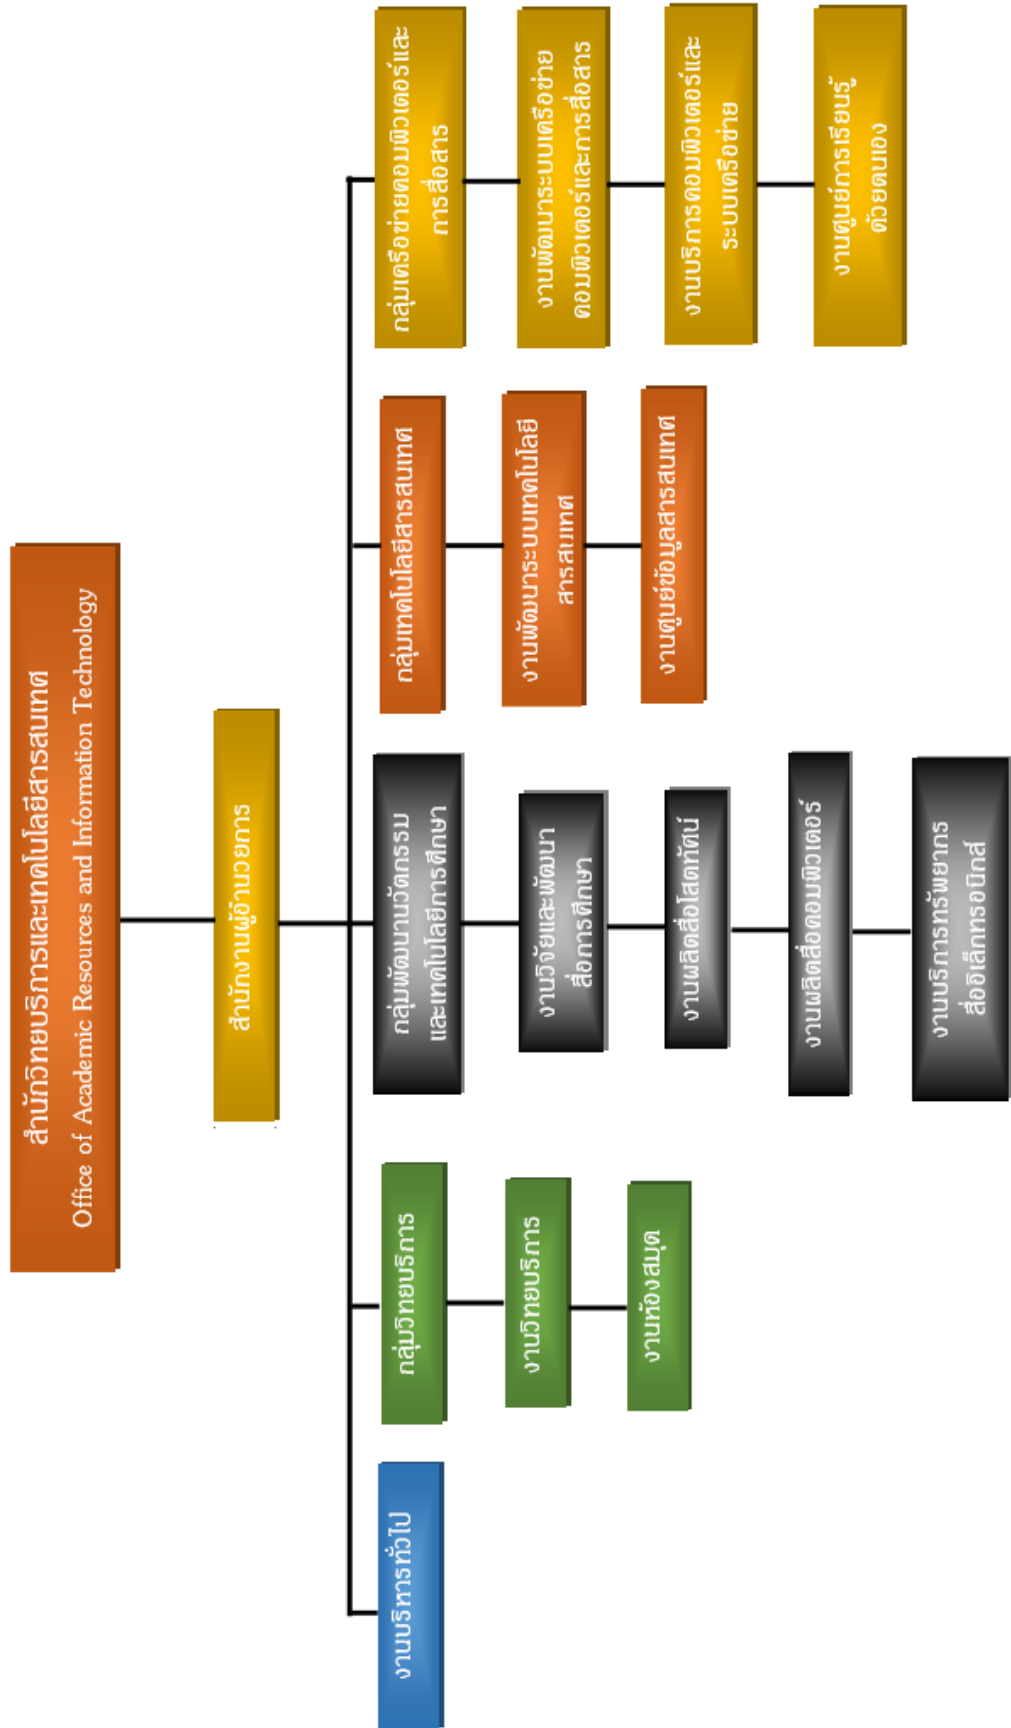 สำนักวิทยบริการและเทคโนโลยีสารสนเทศ
Office of Academic Resources and Information Technology
สำนักงานผู้อำนวยการ
งานบริหารทั่วไป
กลุ่มวิทยบริการ
งานวิทยบริการ
งานห้องสมุด
กลุ่มพัฒนานวัตกรรม
และเทคโนโลยีการศึกษา
งานวิจัยและพัฒนา
สื่อการศึกษา
งานผลิตสื่อโสตทัศน์
งานผลิตสื่อคอมพิวเตอร์
งานบริการทรัพยากร
สื่ออิเล็กทรอนิกส์
กลุ่มเทคโนโลยีสารสนเทศ
งานพัฒนาระบบเทคโนโลยี
สารสนเทศ
งานศูนย์ข้อมูลสารสนเทศ
กลุ่มเครือข่ายคอมพิวเตอร์และ
การสื่อสาร
งานพัฒนาระบบเครือข่าย
คอมพิวเตอร์และการสื่อสาร
งานบริการคอมพิวเตอร์และ
ระบบเครือข่าย
งานศูนย์การเรียนรู้
ด้วยตนเอง